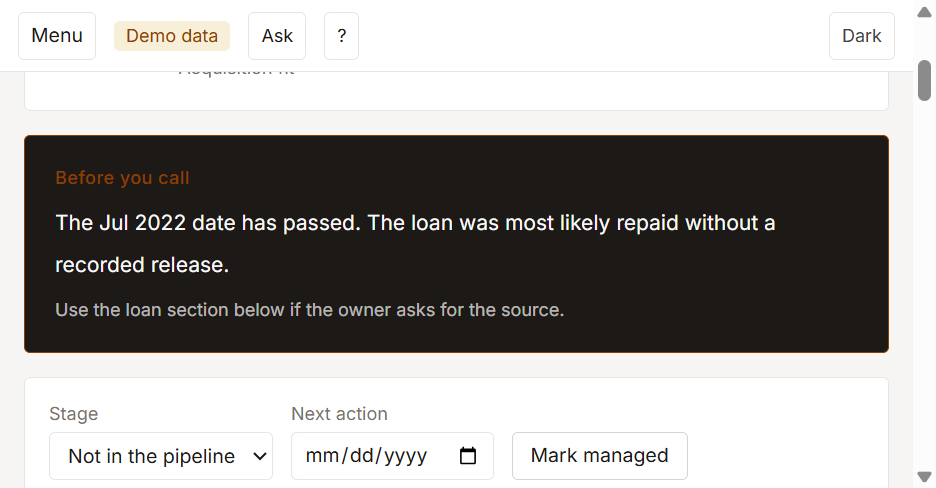 Menu
Demo data
Ask
?
Dark
Acquisition fit
Before you call
The Jul 2022 date has passed. The loan was most likely repaid without a
recorded release.
Use the loan section below if the owner asks for the source.
Stage
Next action
Not in the pipeline
mm/dd/yyyy
Mark managed